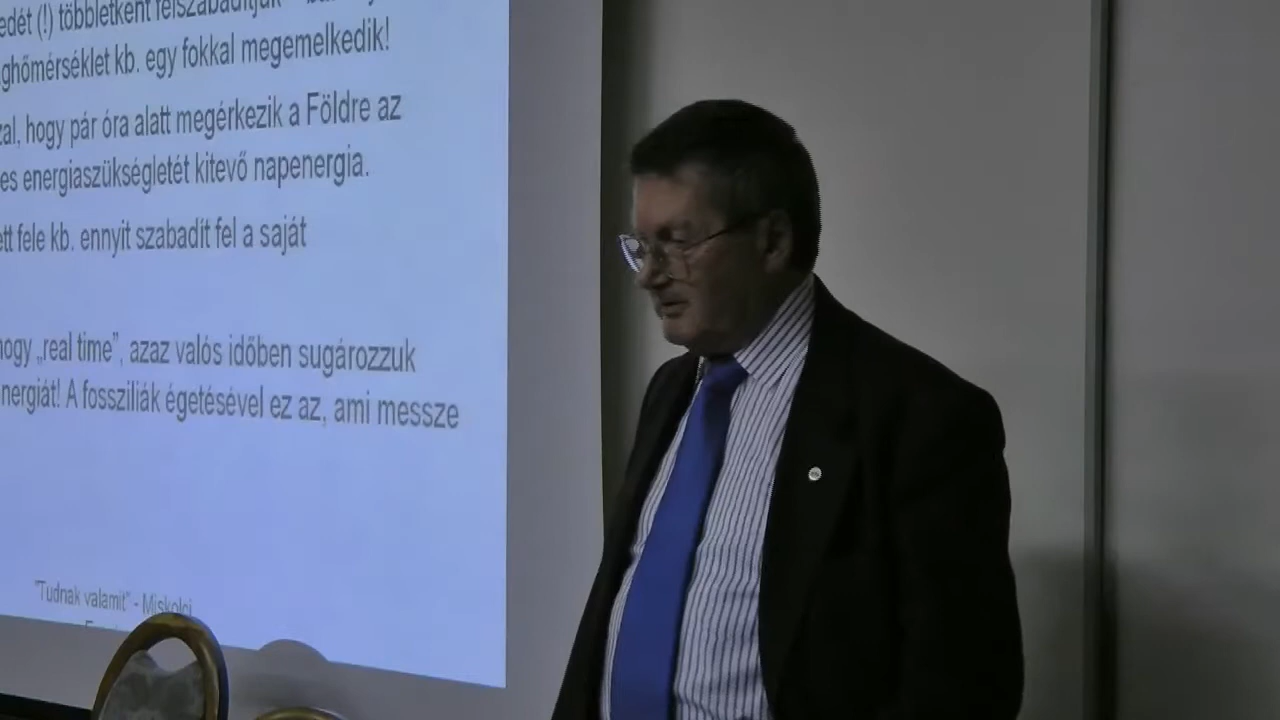 edét (!) többletként felszabadítjuk
ghőmérséklet kb. egy fokkal megemelkedik!
zal, hogy pár óra alatt megérkezik a Földre az
es energiaszükségletét kitevő napenergia.
ett fele kb. ennyit szabadít fel a saját
hogy „real time”, azaz valós időben sugározzuk
nergiát! A fossziliák égetésével ez az, ami messze
"Tudnak valamit" - Miskolci